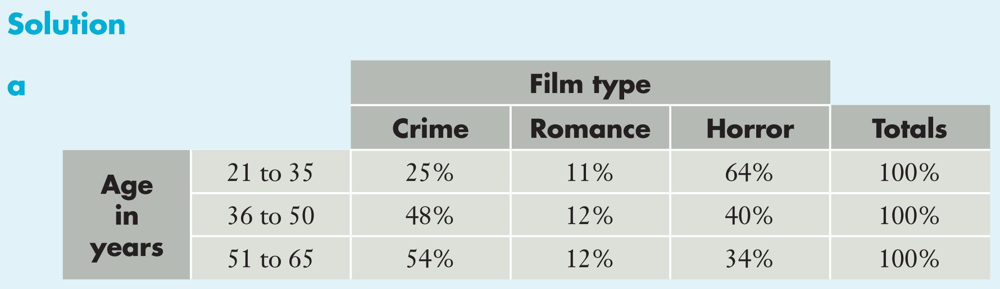 Solution
a
Film type
Crime Romance Horror Totals
Age in years
21 to 35 25% 11% 64% 100%
36 to 50 48% 12% 40% 100%
51 to 65 54% 12% 34% 100%